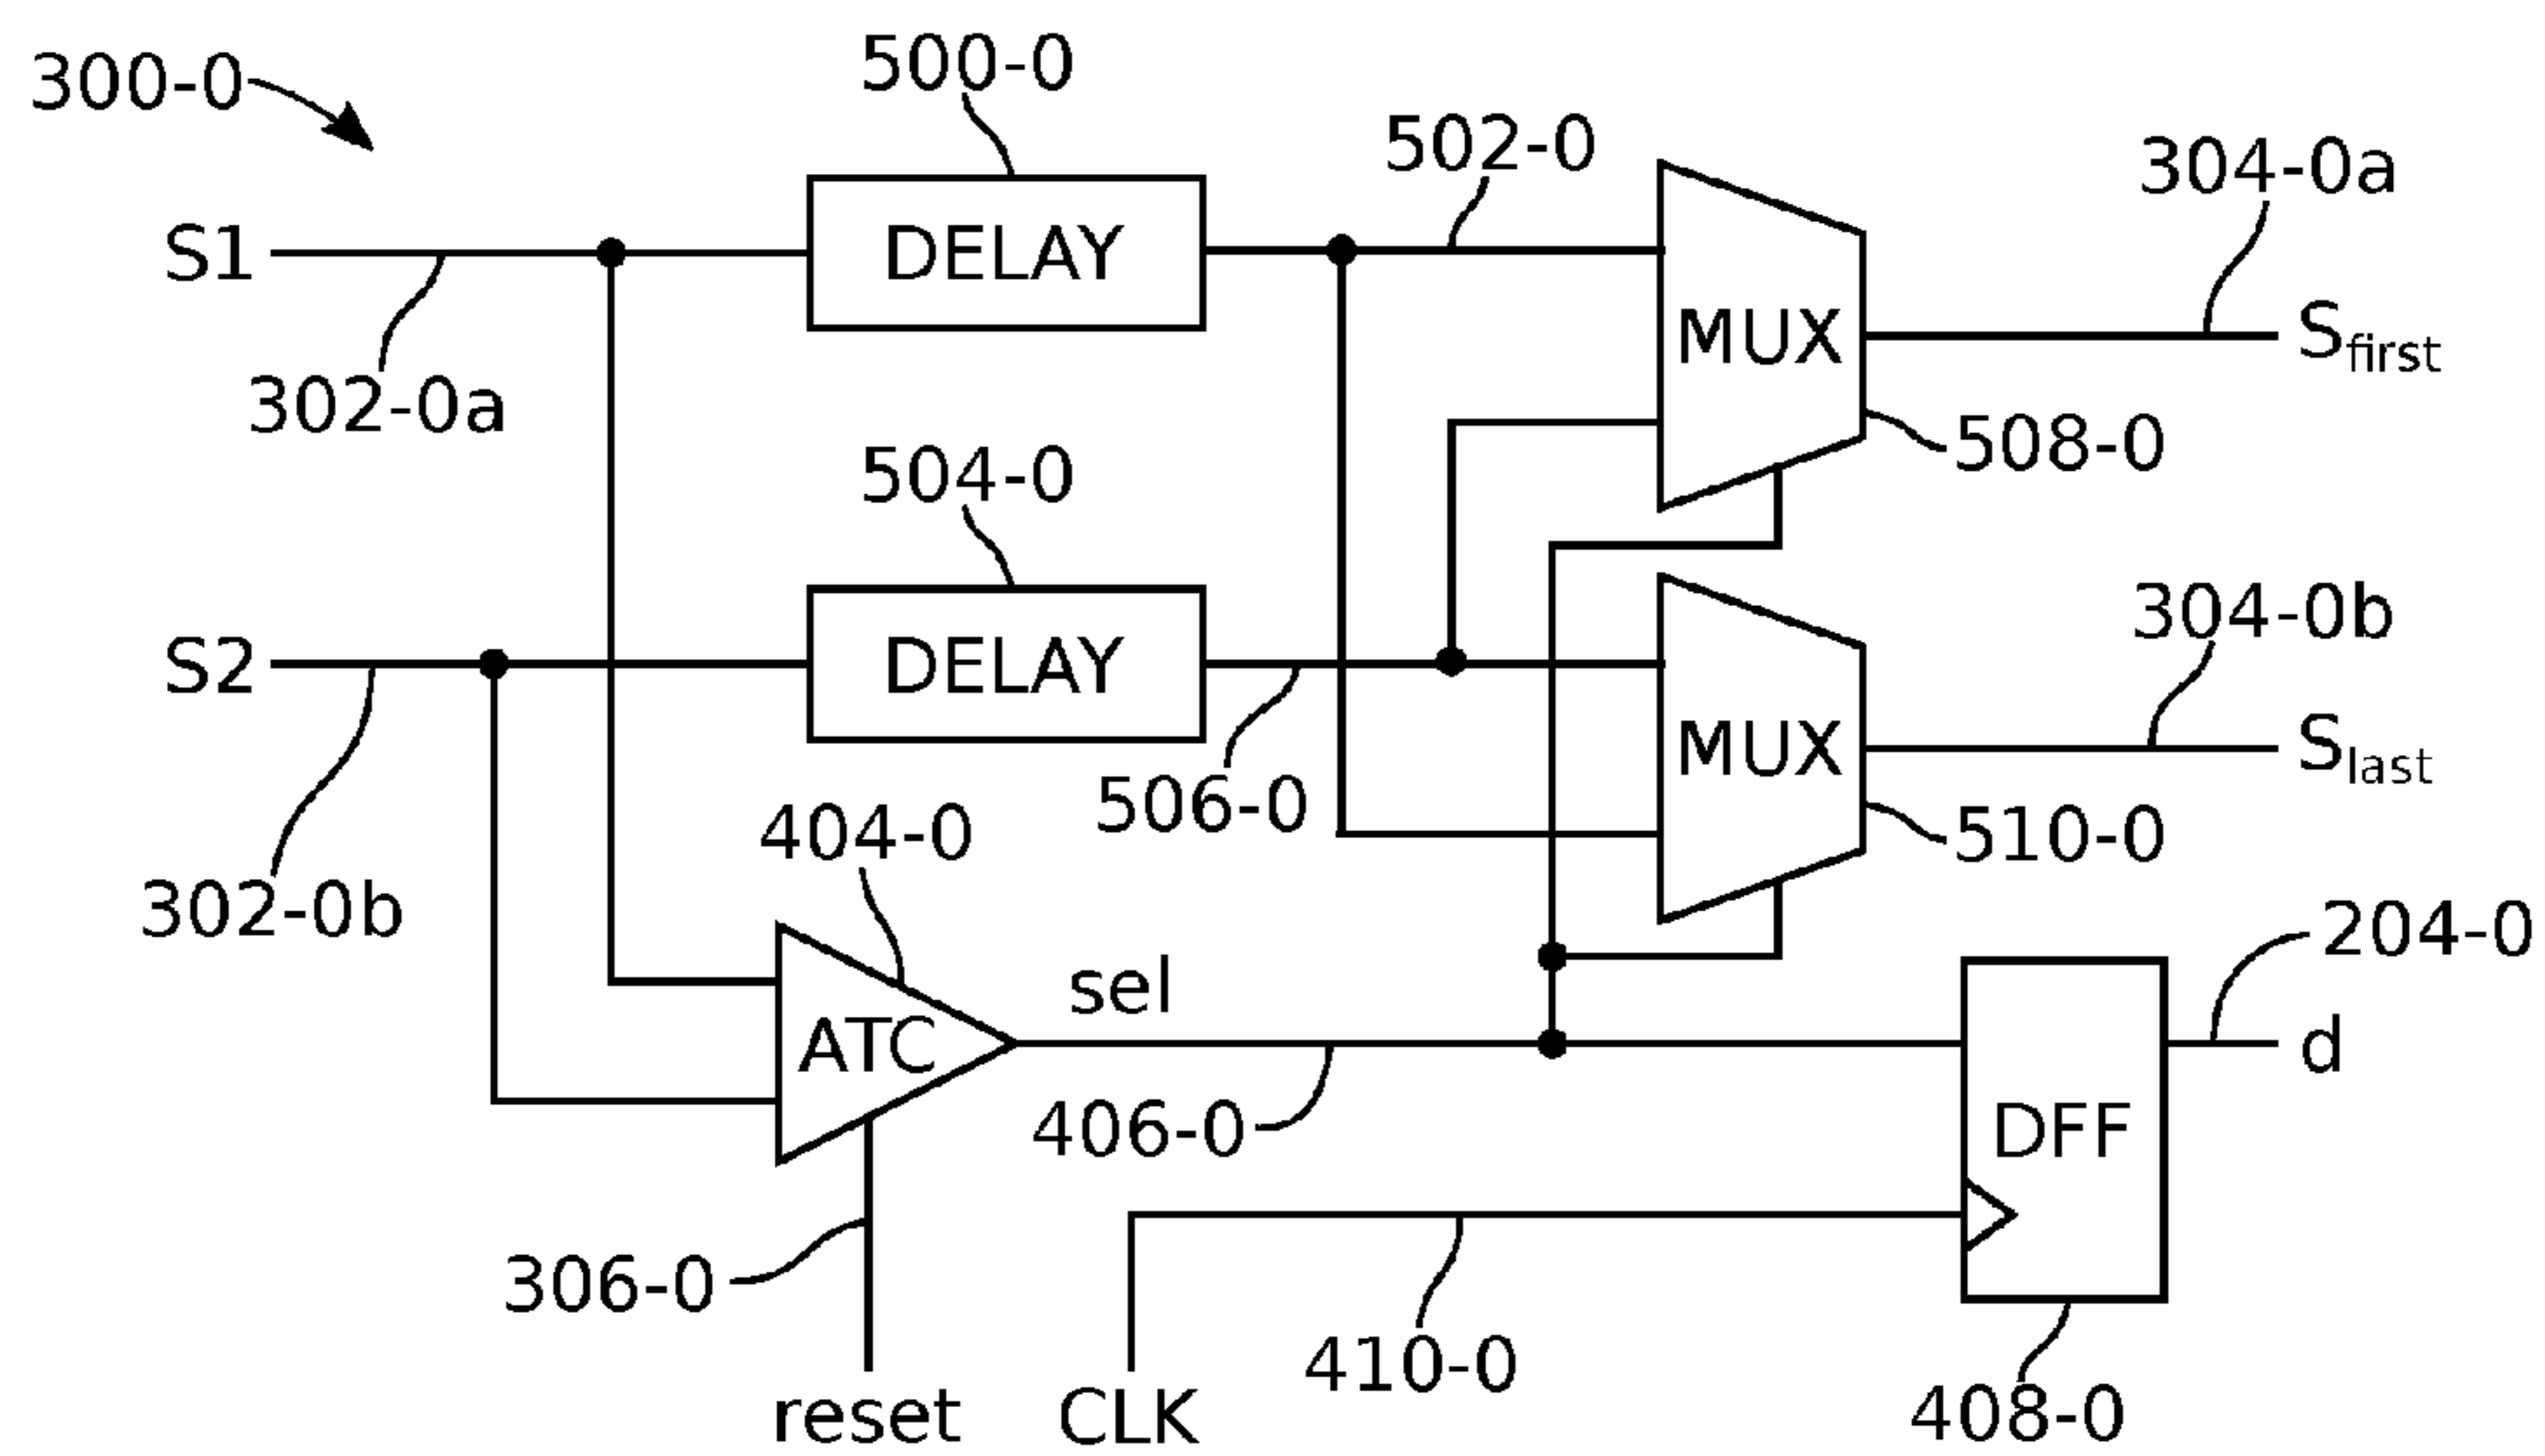 500-0
300-0
502-0
304-0a
S1
DELAY
MUX
Sfirst
302-0a
508-0
504-0
304-0b
S2
DELAY
MUX
Slast
506-0
404-0
510-0
302-0b
204-0
sel
ATC
d
406-0
DFF
306-0
410-0
reset
CLK
408-0